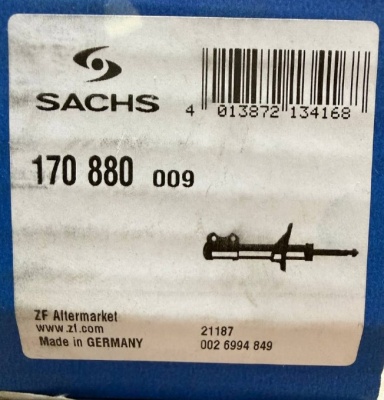 SACHS
4 013872 134168
170 880 009
ZF Aftermarket
www.zf.com
Made in GERMANY
21187
002 6994 849